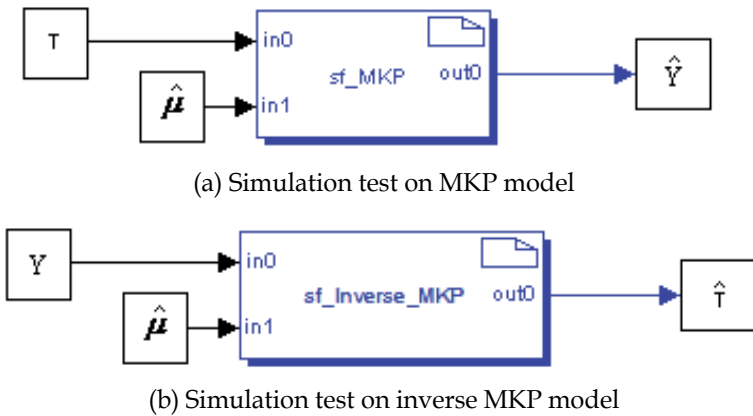 T
in0
sf_MKP
out0
Ŷ
μ̂
in1
(a) Simulation test on MKP model
Y
in0
sf_Inverse_MKP
out0
T̂
μ̂
in1
(b) Simulation test on inverse MKP model